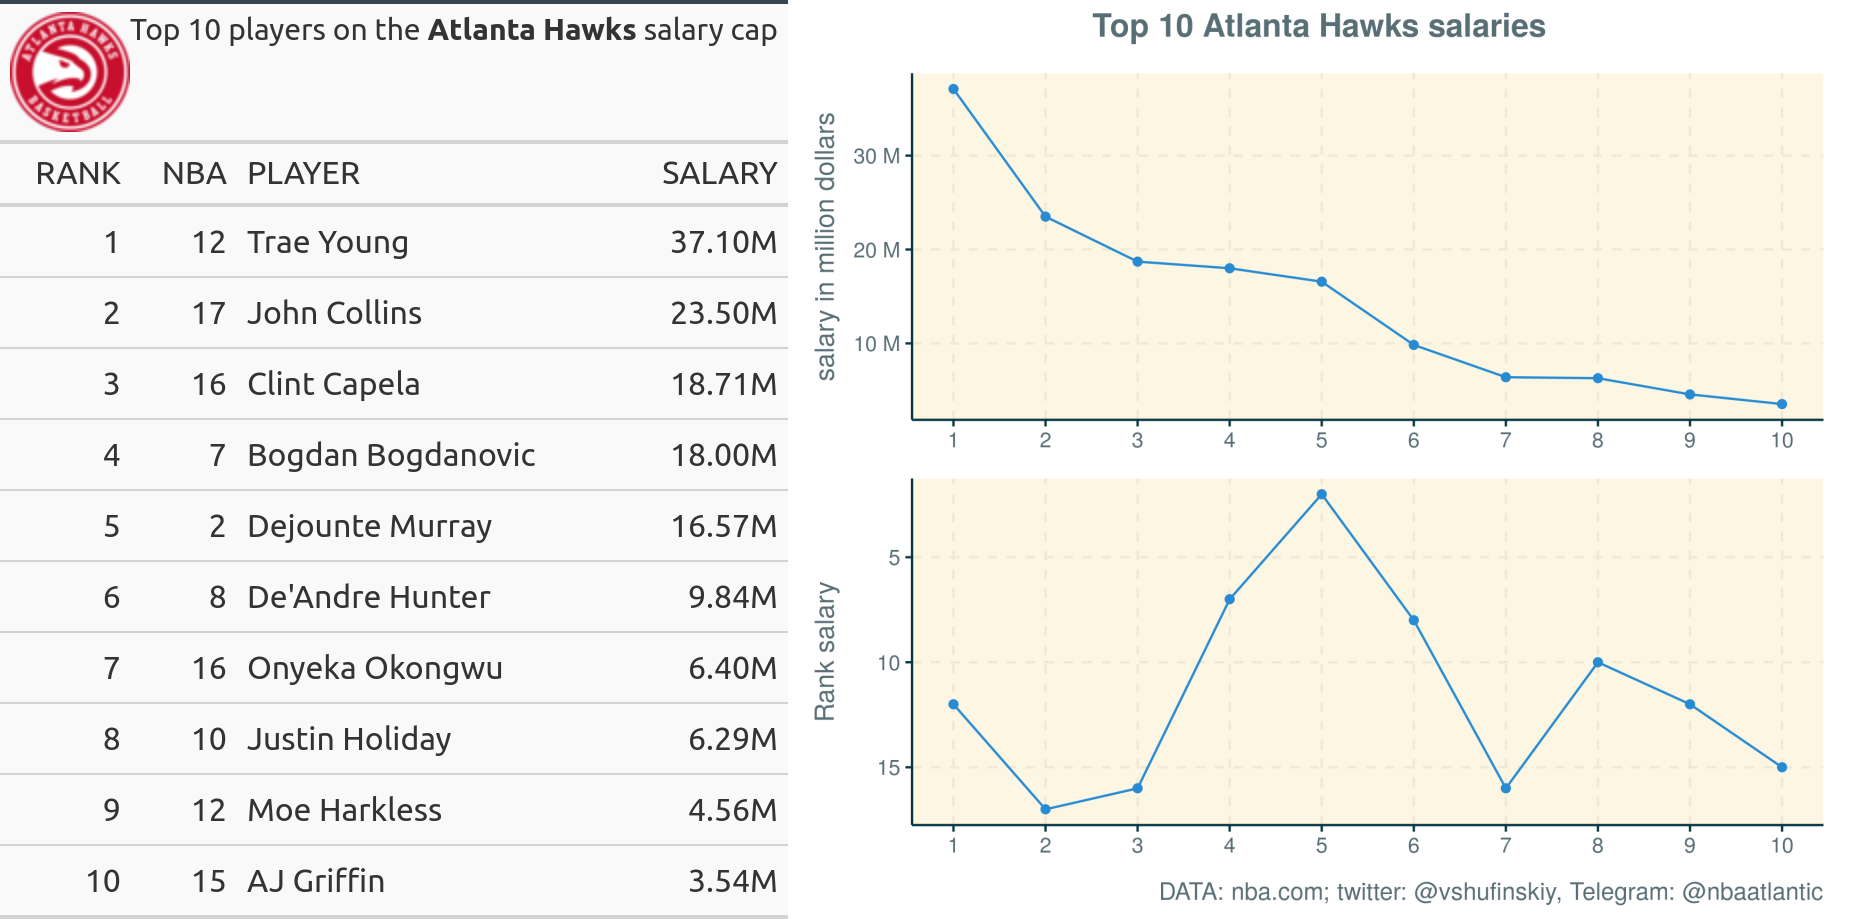 Top 10 players on the Atlanta Hawks salary cap
ATLANTA HAWKS
BASKETBALL
RANK NBA PLAYER SALARY
1 12 Trae Young 37.10M
2 17 John Collins 23.50M
3 16 Clint Capela 18.71M
4 7 Bogdan Bogdanovic 18.00M
5 2 Dejounte Murray 16.57M
6 8 De'Andre Hunter 9.84M
7 16 Onyeka Okongwu 6.40M
8 10 Justin Holiday 6.29M
9 12 Moe Harkless 4.56M
10 15 AJ Griffin 3.54M
Top 10 Atlanta Hawks salaries
salary in million dollars
30 M
20 M
10 M
1 2 3 4 5 6 7 8 9 10
Rank salary
5
10
15
1 2 3 4 5 6 7 8 9 10
DATA: nba.com; twitter: @vshufinskiy, Telegram: @nbaatlantic